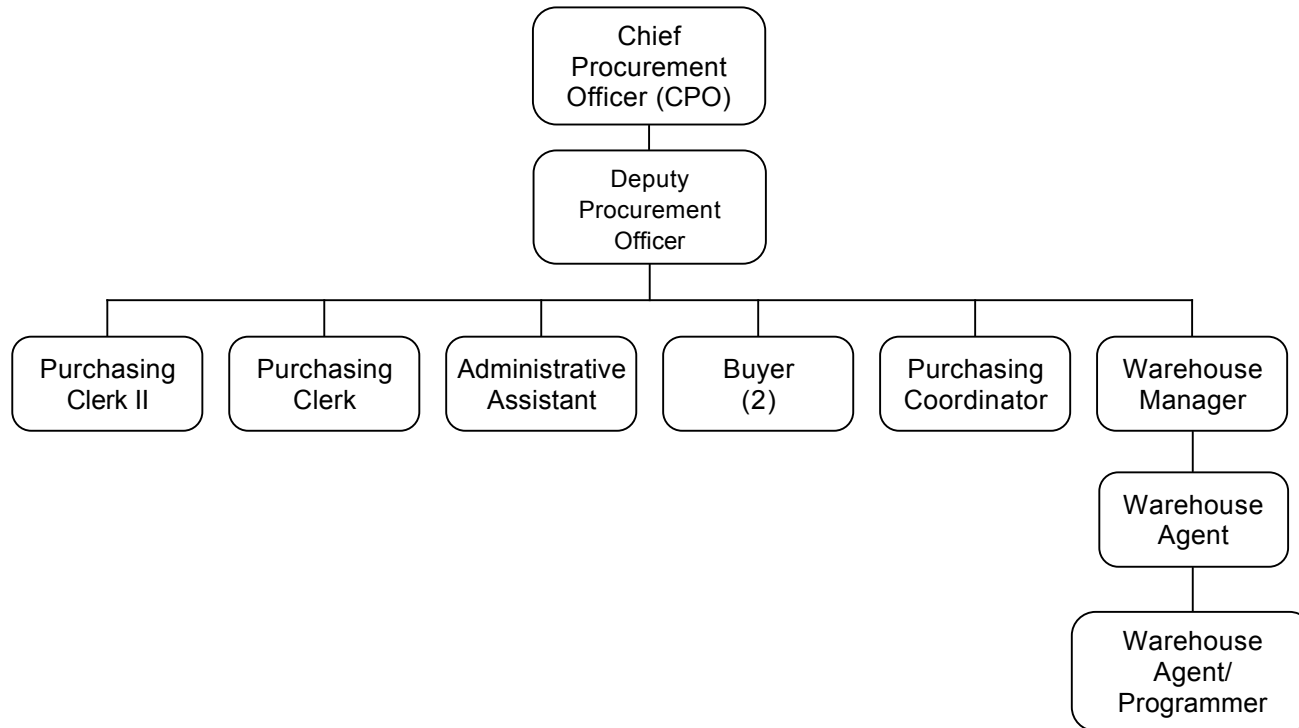 Chief
Procurement
Officer (CPO)
Deputy
Procurement
Officer
Purchasing
Clerk II
Purchasing
Clerk
Administrative
Assistant
Buyer
(2)
Purchasing
Coordinator
Warehouse
Manager
Warehouse
Agent
Warehouse
Agent/
Programmer